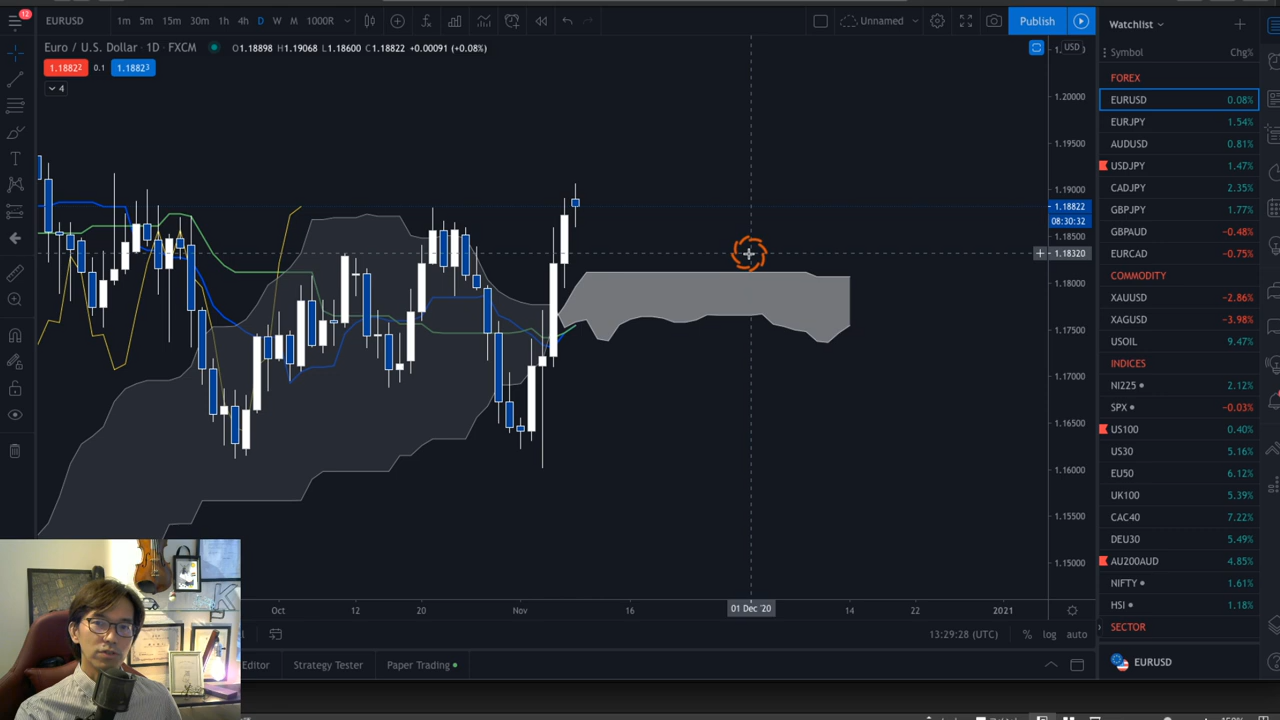 12
EURUSD 1m 5m 15m 30m 1h 4h D W M 1000R Unnamed Publish
Euro / U.S. Dollar · 1D · FXCM O1.18898 H1.19068 L1.18600 C1.18822 +0.00091 (+0.08%)
1.18822 0.1 1.18823
4
USD
1.20000
1.19500
1.19000
1.18822
08:30:32
1.18500
1.18320
1.18000
1.17500
1.17000
1.16500
1.16000
1.15500
1.15000
Oct 12 20 Nov 16 01 Dec '20 14 22 2021
13:29:28 (UTC) % log auto
Editor Strategy Tester Paper Trading
Watchlist
Symbol Chg%
FOREX
EURUSD 0.08%
EURJPY 1.54%
AUDUSD 0.81%
USDJPY 1.47%
CADJPY 2.35%
GBPJPY 1.77%
GBPAUD −0.48%
EURCAD −0.75%
COMMODITY
XAUUSD −2.86%
XAGUSD −3.98%
USOIL 9.47%
INDICES
NI225 2.12%
SPX −0.03%
US100 0.40%
US30 5.16%
EU50 6.12%
UK100 5.39%
CAC40 7.22%
DEU30 5.49%
AU200AUD 4.85%
NIFTY 1.61%
HSI 1.18%
SECTOR
EURUSD